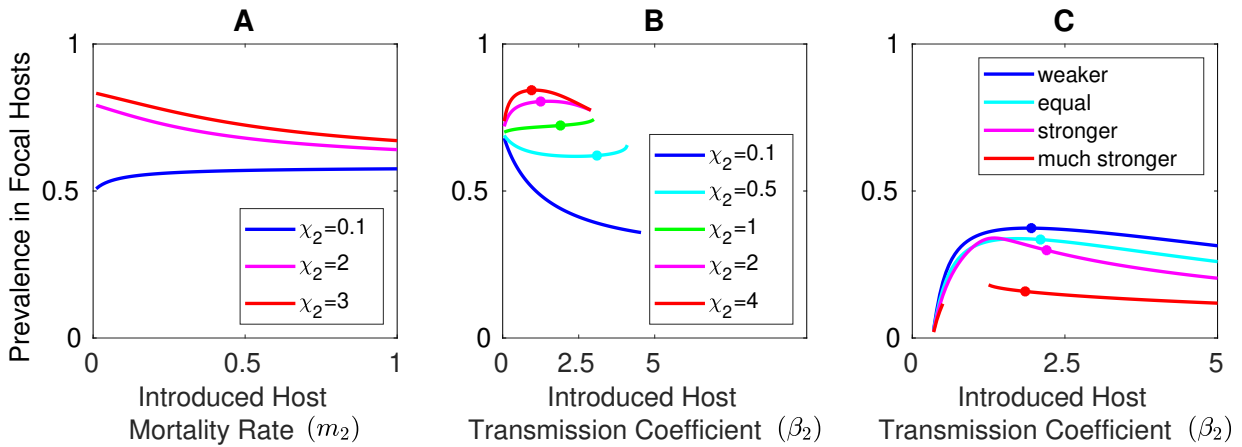 A
B
C
Prevalence in Focal Hosts
1
0.5
0
0
0.5
1
χ₂=0.1
χ₂=2
χ₂=3
Introduced Host
Mortality Rate (m₂)
1
0.5
0
0
2.5
5
χ₂=0.1
χ₂=0.5
χ₂=1
χ₂=2
χ₂=4
Introduced Host
Transmission Coefficient (β₂)
1
0.5
0
0
2.5
5
weaker
equal
stronger
much stronger
Introduced Host
Transmission Coefficient (β₂)